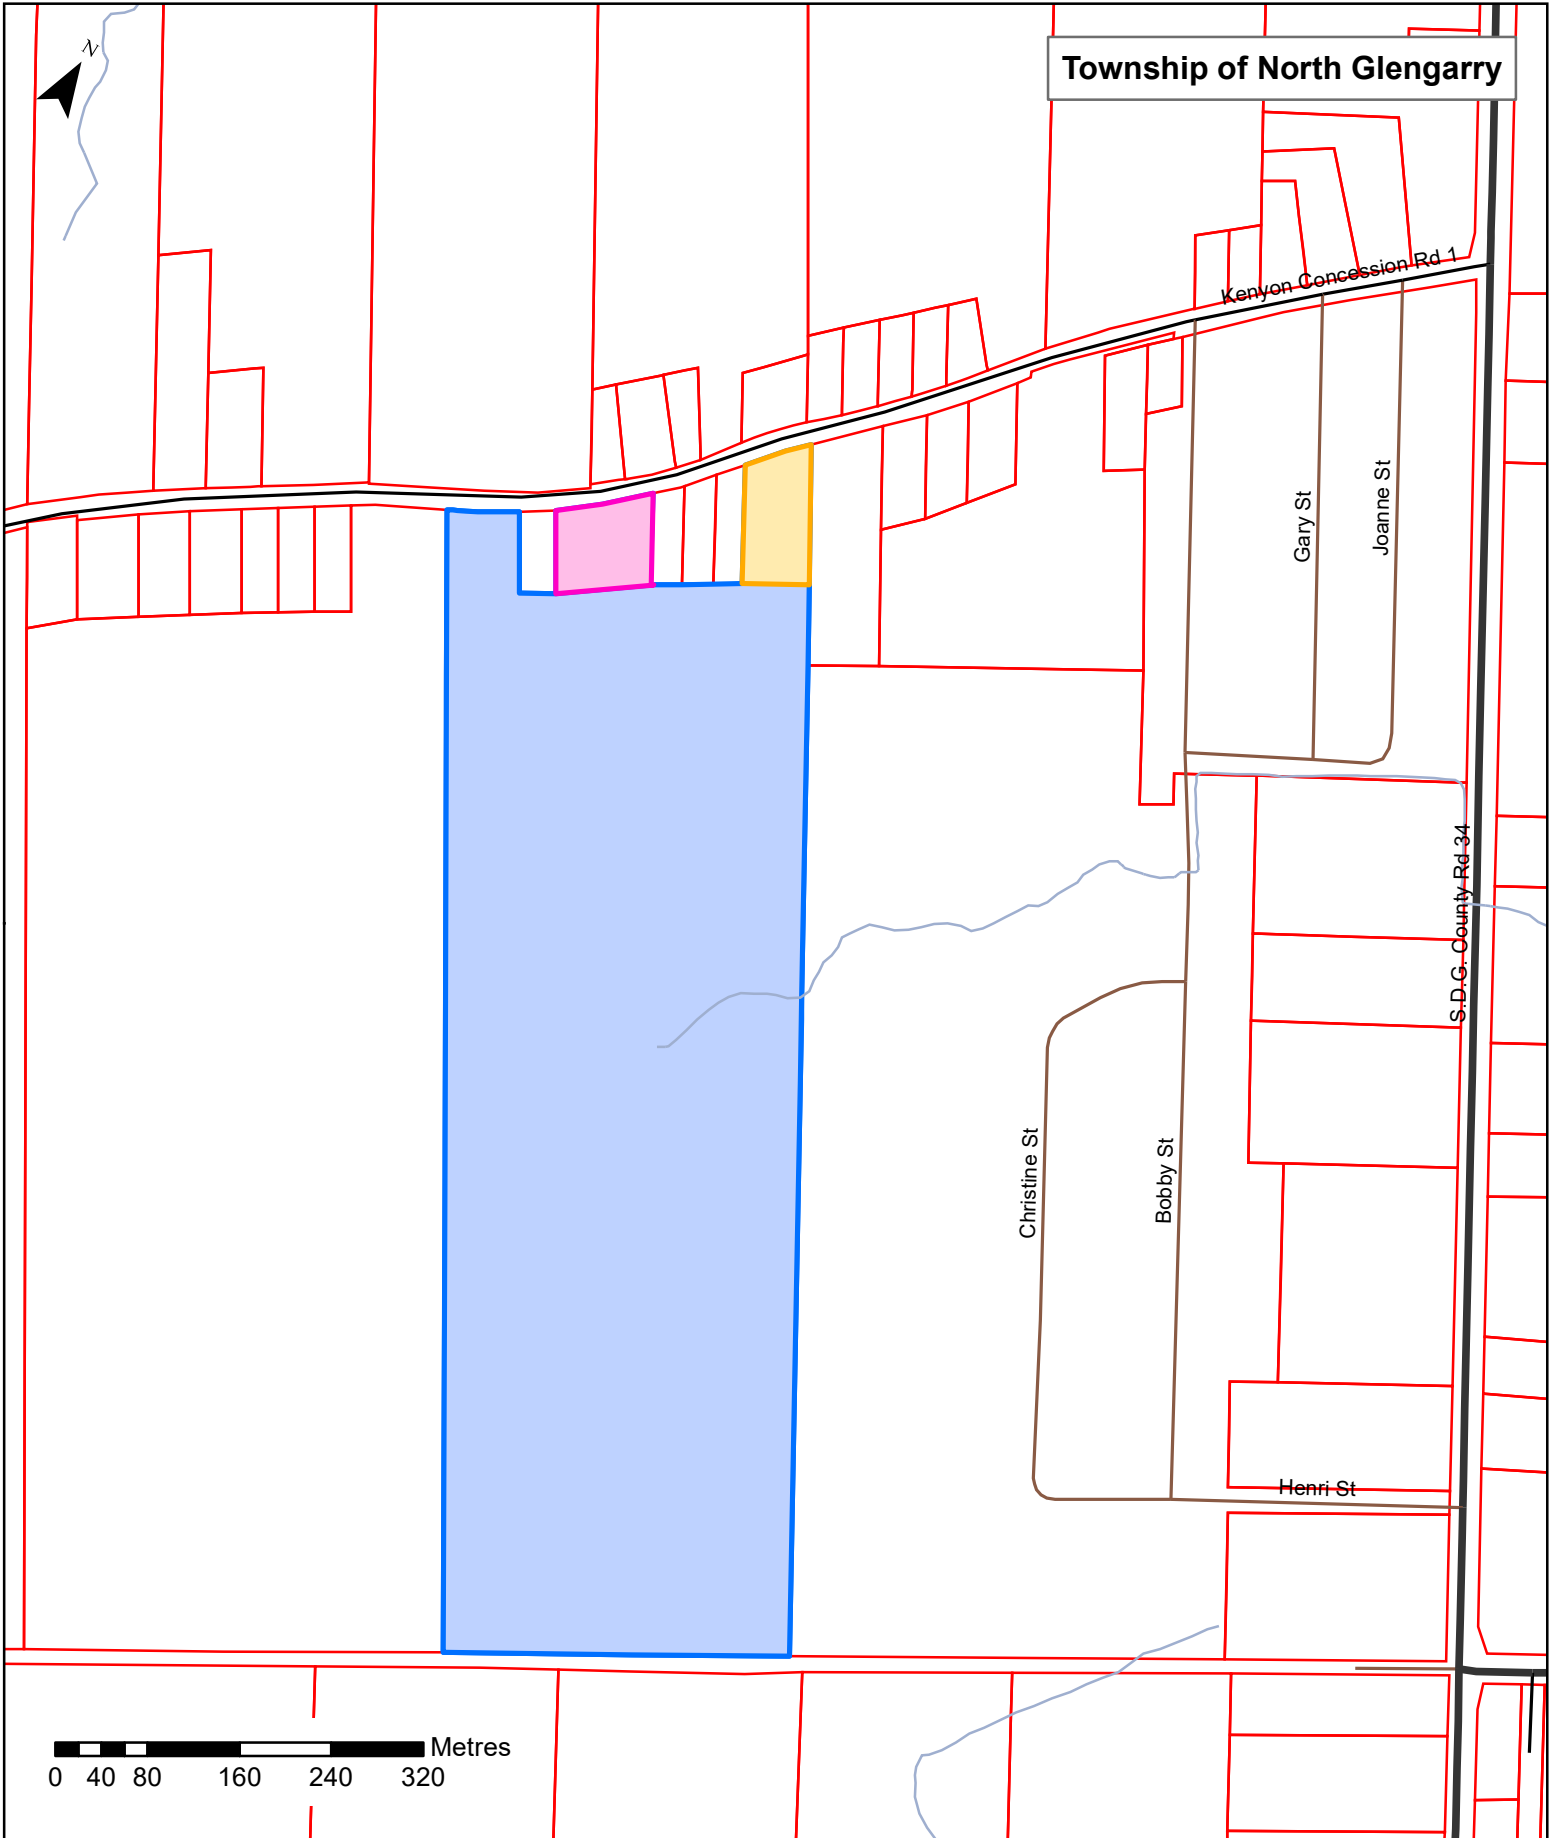 N
Township of North Glengarry
Kenyon Concession Rd 1
Gary St
Joanne St
S.D.G. County Rd 34
Christine St
Bobby St
Henri St
Metres
0 40 80 160 240 320